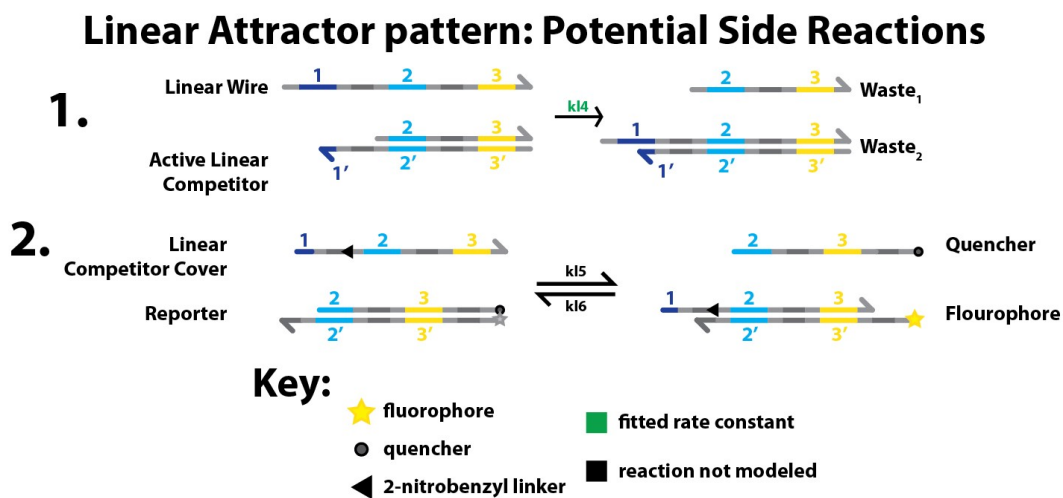 Linear Attractor pattern: Potential Side Reactions
1.
Linear Wire
1 2 3
kl4
2 3
Waste1
Active Linear
Competitor
2 3
1' 2' 3'
1 2 3
1' 2' 3'
Waste2
2.
Linear
Competitor Cover
1 2 3
kl5
kl6
2 3
Quencher
Reporter
2 3
2' 3'
1 2 3
2' 3'
Flourophore
Key:
fluorophore
quencher
2-nitrobenzyl linker
fitted rate constant
reaction not modeled